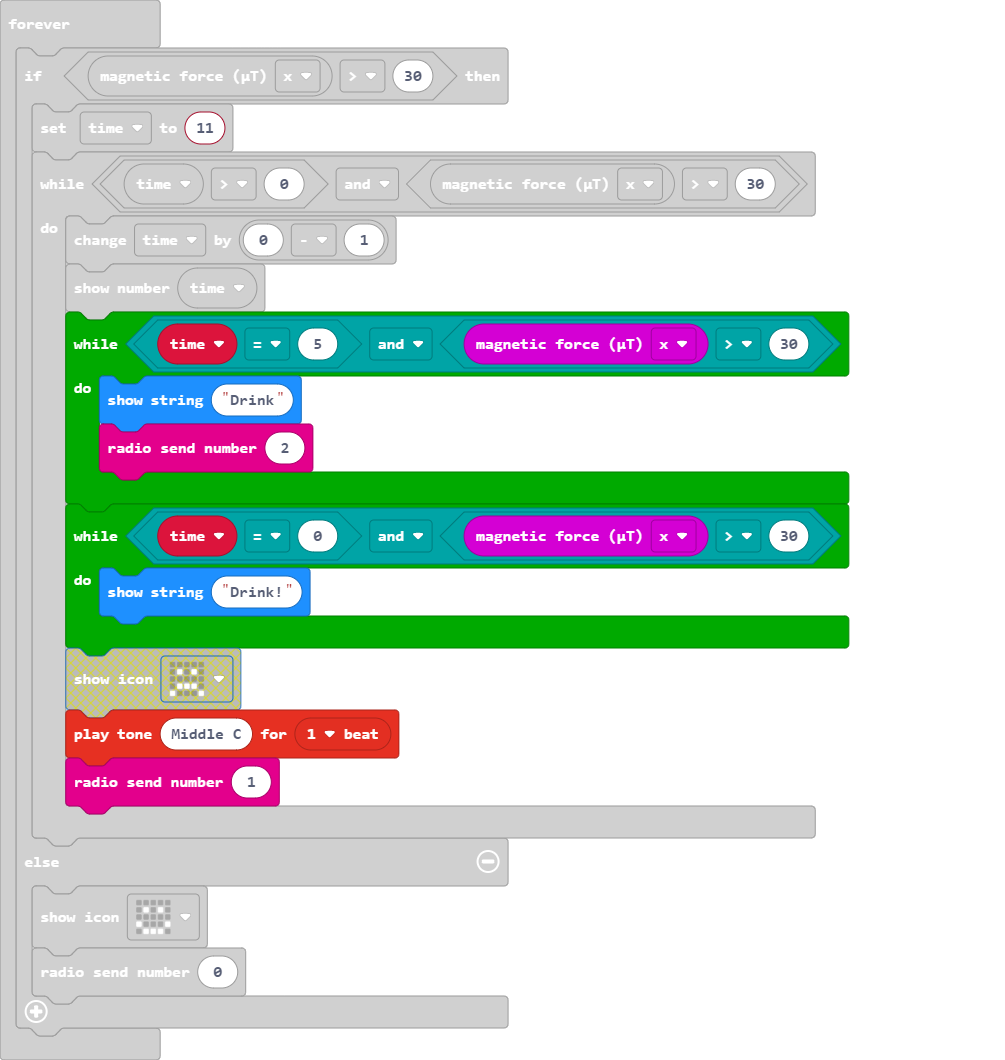 forever
if magnetic force (µT) x > 30 then
set time to 11
while time > 0 and magnetic force (µT) x > 30
do
change time by 0 - 1
show number time
while time = 5 and magnetic force (µT) x > 30
do
show string "Drink"
radio send number 2
while time = 0 and magnetic force (µT) x > 30
do
show string "Drink!"
show icon
play tone Middle C for 1 beat
radio send number 1
else
show icon
radio send number 0